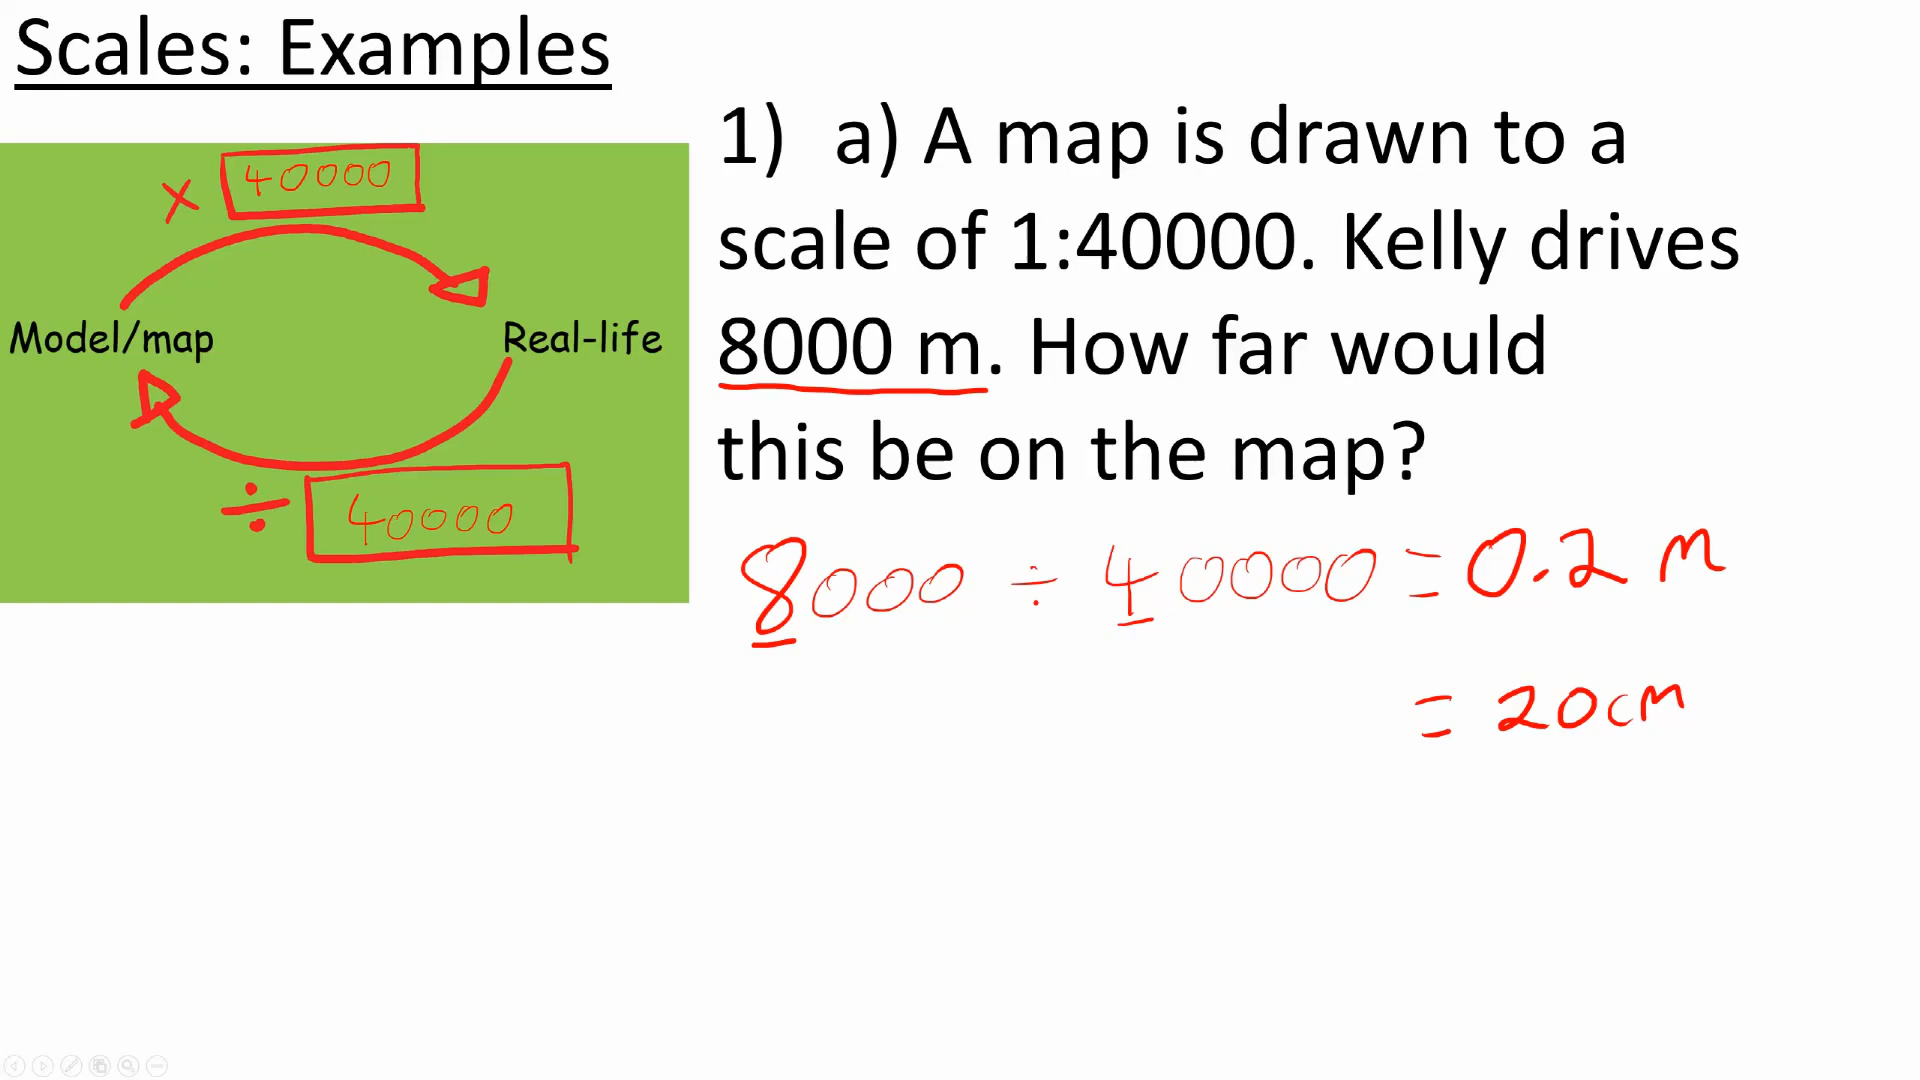 Scales: Examples
× 40000
Model/map
Real-life
÷ 40000
1) a) A map is drawn to a
scale of 1:40000. Kelly drives
8000 m. How far would
this be on the map?
8000 ÷ 40000 = 0.2 m
= 20cm